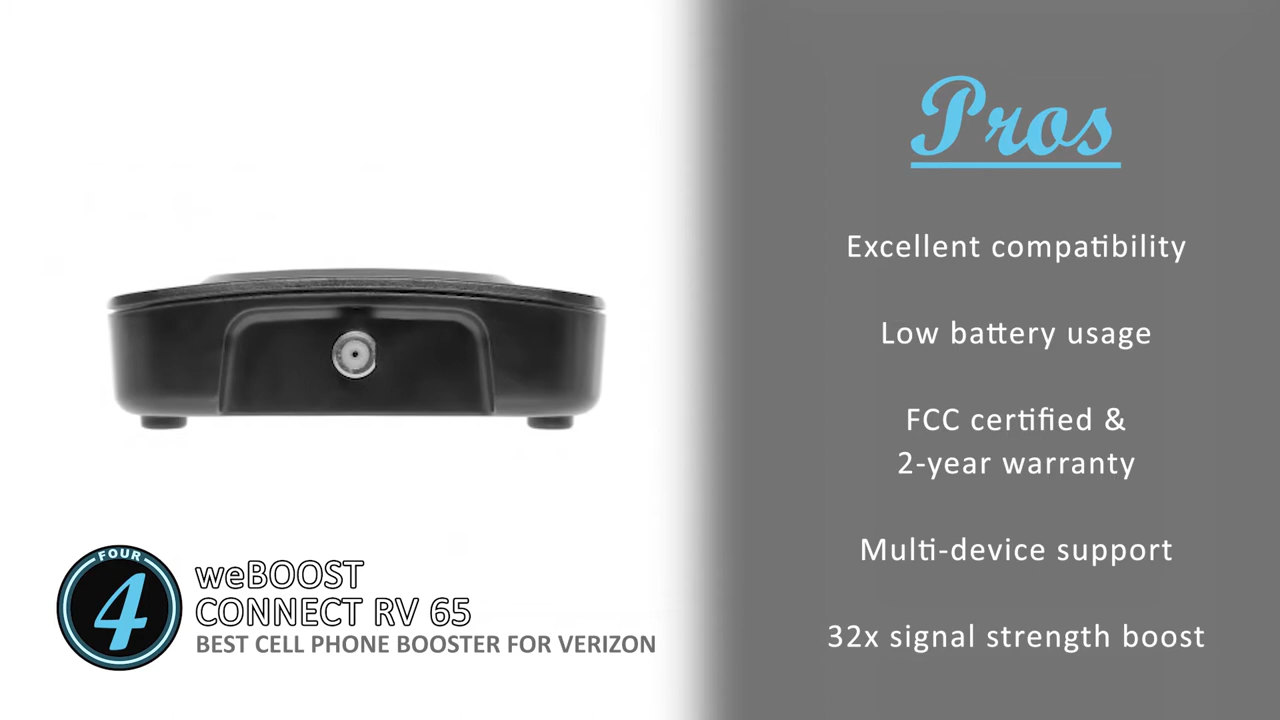 Pros
Excellent compatibility
Low battery usage
FCC certified &
2-year warranty
Multi-device support
32x signal strength boost
FOUR
4
weBOOST
CONNECT RV 65
BEST CELL PHONE BOOSTER FOR VERIZON